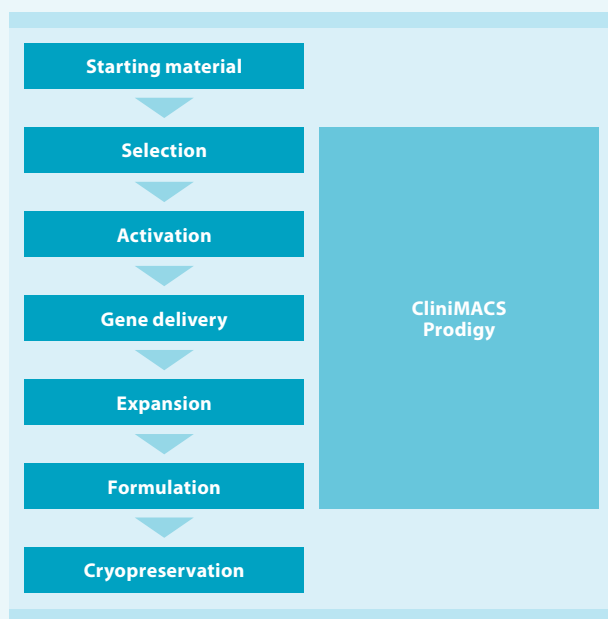 Starting material
Selection
Activation
Gene delivery
Expansion
Formulation
Cryopreservation
CliniMACS
Prodigy